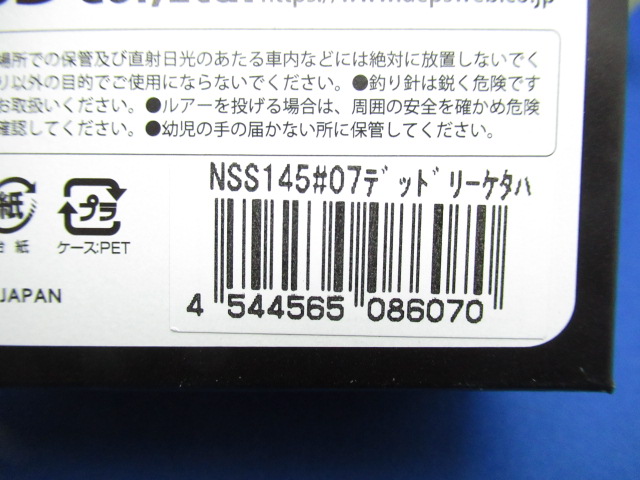 https://www.depsweb.co.jp
場所での保管及び直射日光のあたる車内などには絶対に放置しないでく
り以外の目的でご使用にならないでください。●釣り針は鋭く危険です
お取扱いください。●ルアーを投げる場合は、周囲の安全を確かめ危険
確認してください。●幼児の手の届かない所に保管してください。
NSS145#07ﾃﾞｯﾄﾞﾘｰｹﾀﾊ
紙
台紙
プラ
ケース:PET
JAPAN
4 544565 086070